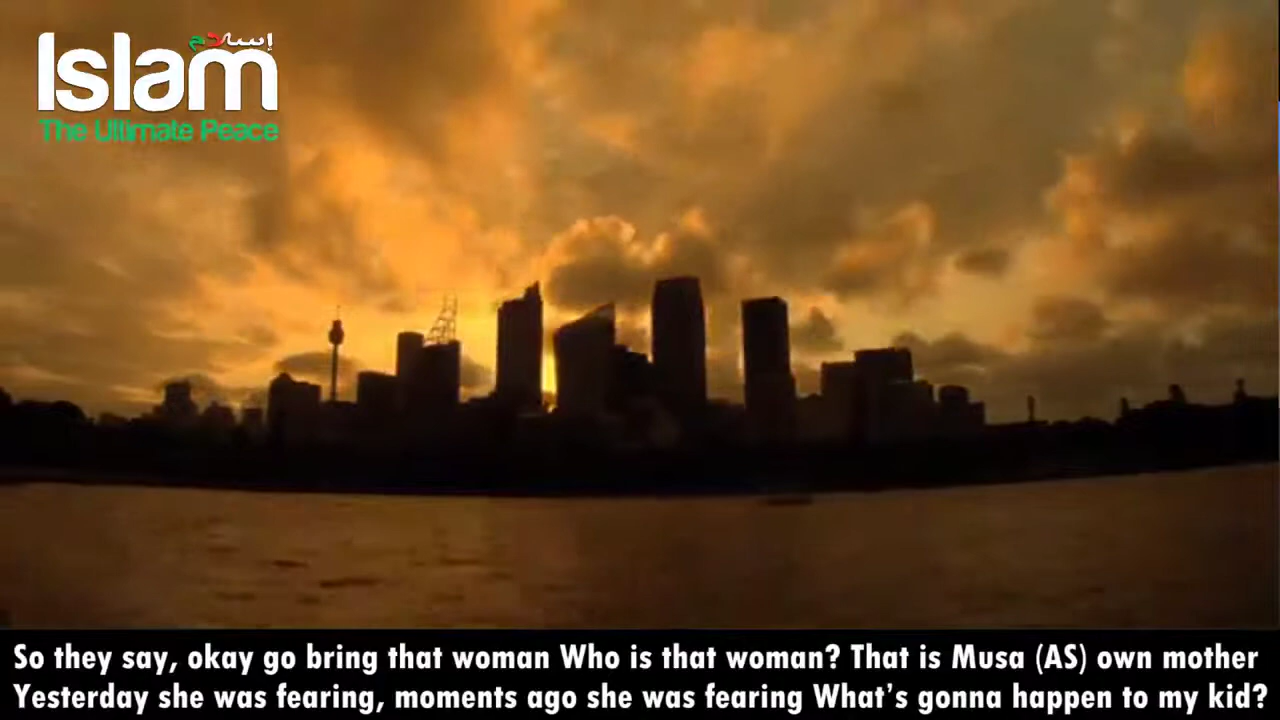 إسلام
Islam
The Ultimate Peace
So they say, okay go bring that woman Who is that woman? That is Musa (AS) own mother
Yesterday she was fearing, moments ago she was fearing What's gonna happen to my kid?